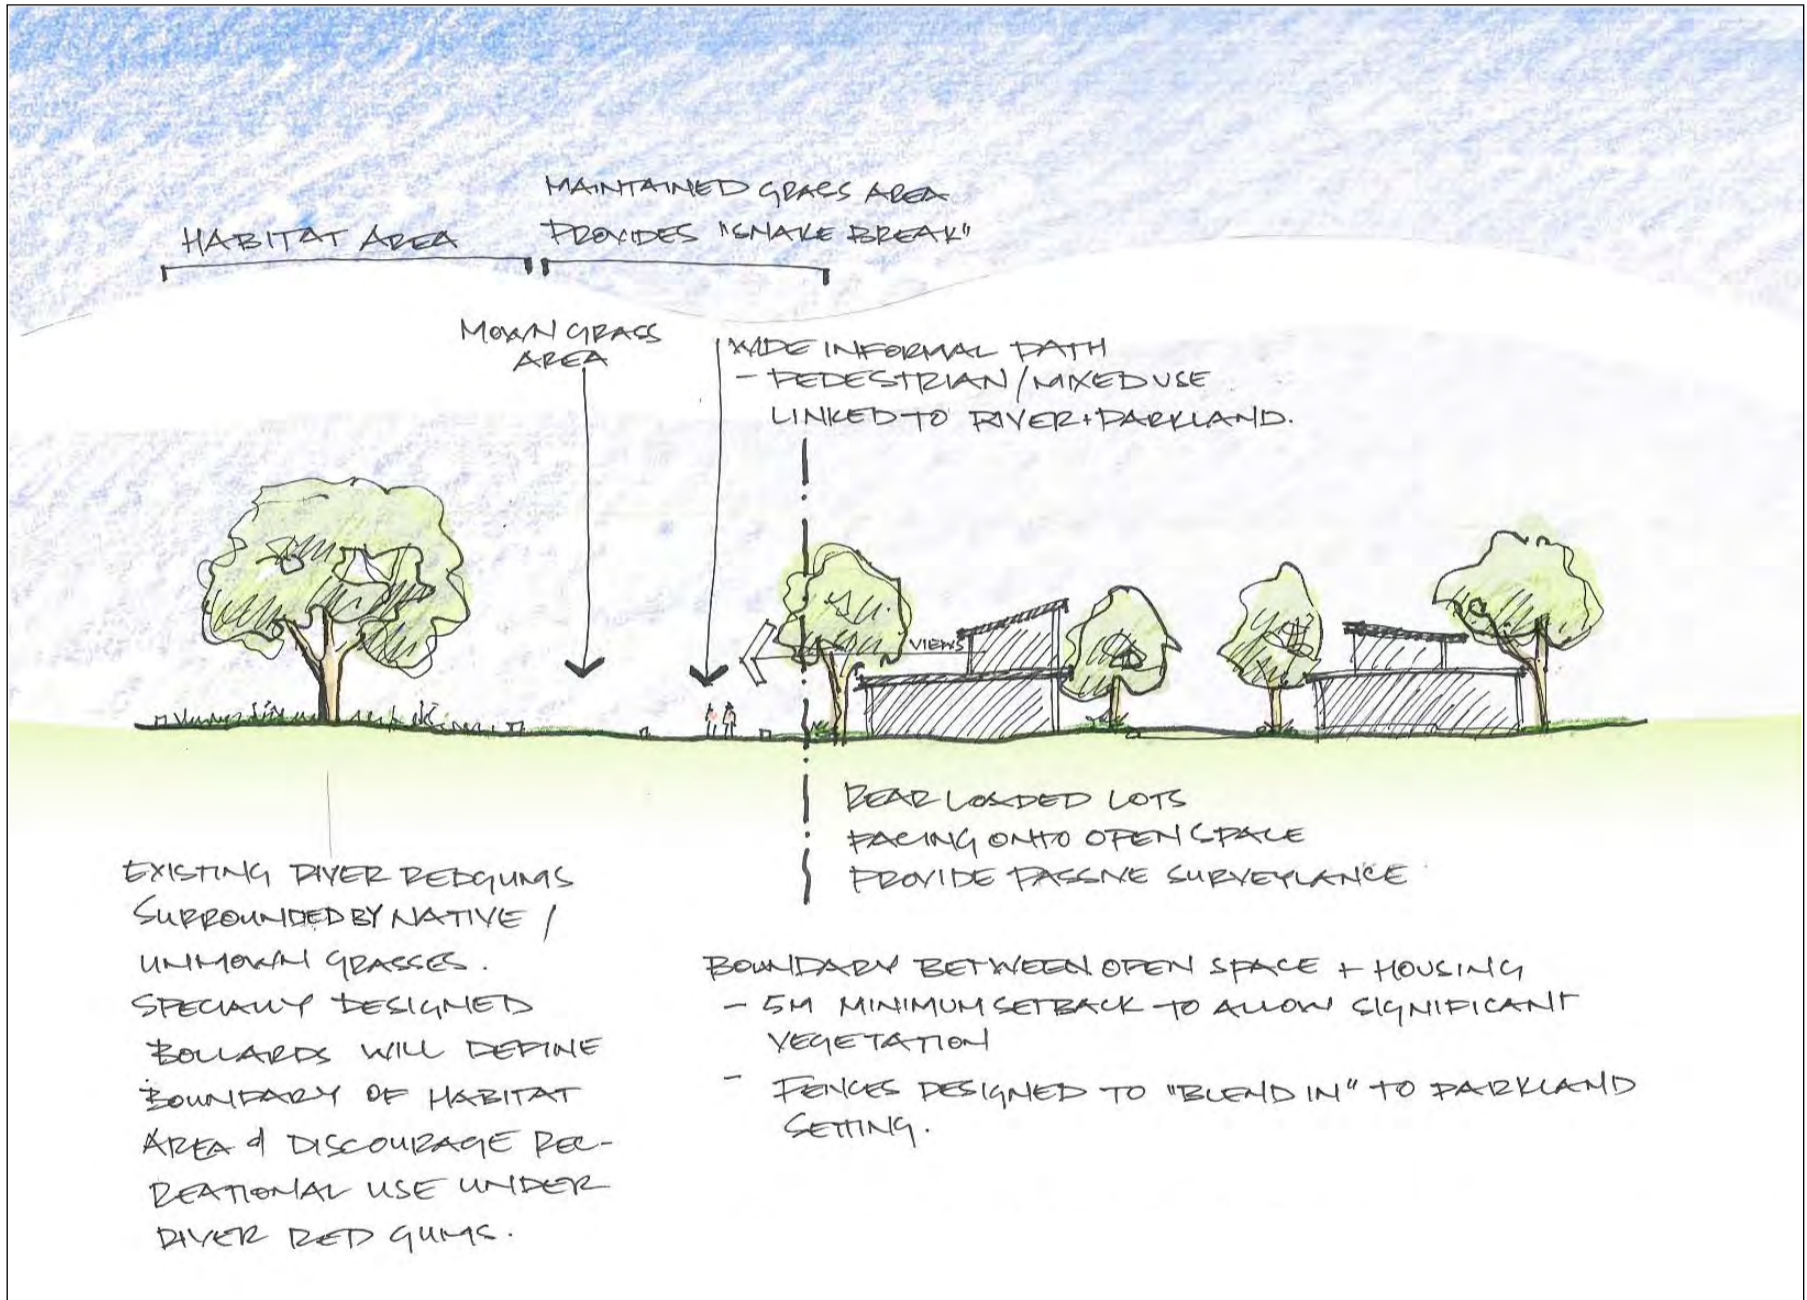 HABITAT AREA
MAINTAINED GRASS AREA
PROVIDES "SNAKE BREAK"
MOWN GRASS
AREA
WIDE INFORMAL PATH
- PEDESTRIAN/MIXED USE
LINKED TO RIVER + PARKLAND.
VIEWS
REAR LOADED LOTS
FACING ONTO OPEN SPACE
PROVIDE PASSIVE SURVEYLANCE
EXISTING RIVER REDGUMS
SURROUNDED BY NATIVE /
UNMOWN GRASSES.
SPECIALLY DESIGNED
BOLLARDS WILL DEFINE
BOUNDARY OF HABITAT
AREA & DISCOURAGE REC-
REATIONAL USE UNDER
RIVER RED GUMS.
BOUNDARY BETWEEN OPEN SPACE + HOUSING
- 5M MINIMUM SETBACK TO ALLOW SIGNIFICANT
VEGETATION
- FENCES DESIGNED TO "BLEND IN" TO PARKLAND
SETTING.